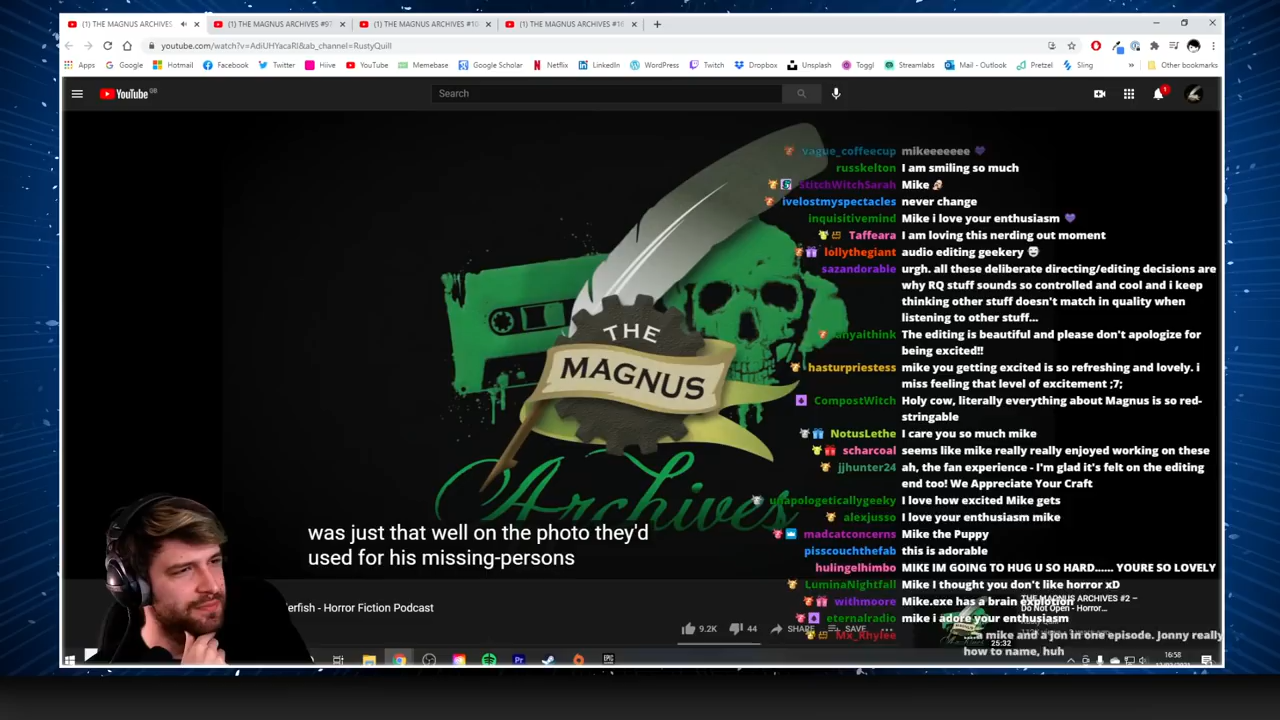 (1) THE MAGNUS ARCHIVES
(1) THE MAGNUS ARCHIVES #9
(1) THE MAGNUS ARCHIVES #10
(1) THE MAGNUS ARCHIVES #16
youtube.com/watch?v=AdiUHYacaRI&ab_channel=RustyQuill
Apps Google Hotmail Facebook Twitter Hive YouTube Memebase Google Scholar Netflix LinkedIn WordPress Twitch Dropbox Unsplash Toggl Streamlabs Mail - Outlook Pretzel Sling » Other bookmarks
YouTube GB
Search
1
THE
MAGNUS
Archives
vague_coffeecup mikeeeeeee
russkelton I am smiling so much
StitchWitchSarah Mike
ivelostmyspectacles never change
inquisitivemind Mike i love your enthusiasm
Taffeara I am loving this nerding out moment
lollythegiant audio editing geekery
sazandorable urgh. all these deliberate directing/editing decisions are
why RQ stuff sounds so controlled and cool and i keep
thinking other stuff doesn't match in quality when
listening to other stuff...
anyaithink The editing is beautiful and please don't apologize for
being excited!!
hasturpriestess mike you getting excited is so refreshing and lovely. i
miss feeling that level of excitement ;7;
CompostWitch Holy cow, literally everything about Magnus is so red-
stringable
NotusLethe I care you so much mike
scharcoal seems like mike really really enjoyed working on these
jjhunter24 ah, the fan experience - I'm glad it's felt on the editing
end too! We Appreciate Your Craft
unapologeticallygeeky I love how excited Mike gets
alexjusso I love your enthusiasm mike
madcatconcerns Mike the Puppy
pisscouchthefab this is adorable
hulingelhimbo MIKE IM GOING TO HUG U SO HARD...... YOURE SO LOVELY
LuminaNightfall Mike I thought you don't like horror xD
withmoore Mike.exe has a brain explotion
eternalradio mike i adore your enthusiasm
Mx_Rhylee ....a mike and a jon in one episode. Jonny really
how to name, huh
was just that well on the photo they'd
used for his missing-persons
erfish - Horror Fiction Podcast
9.2K 44 SHARE SAVE
THE MAGNUS ARCHIVES #2 –
Do Not Open - Horror...
25:32
16:58